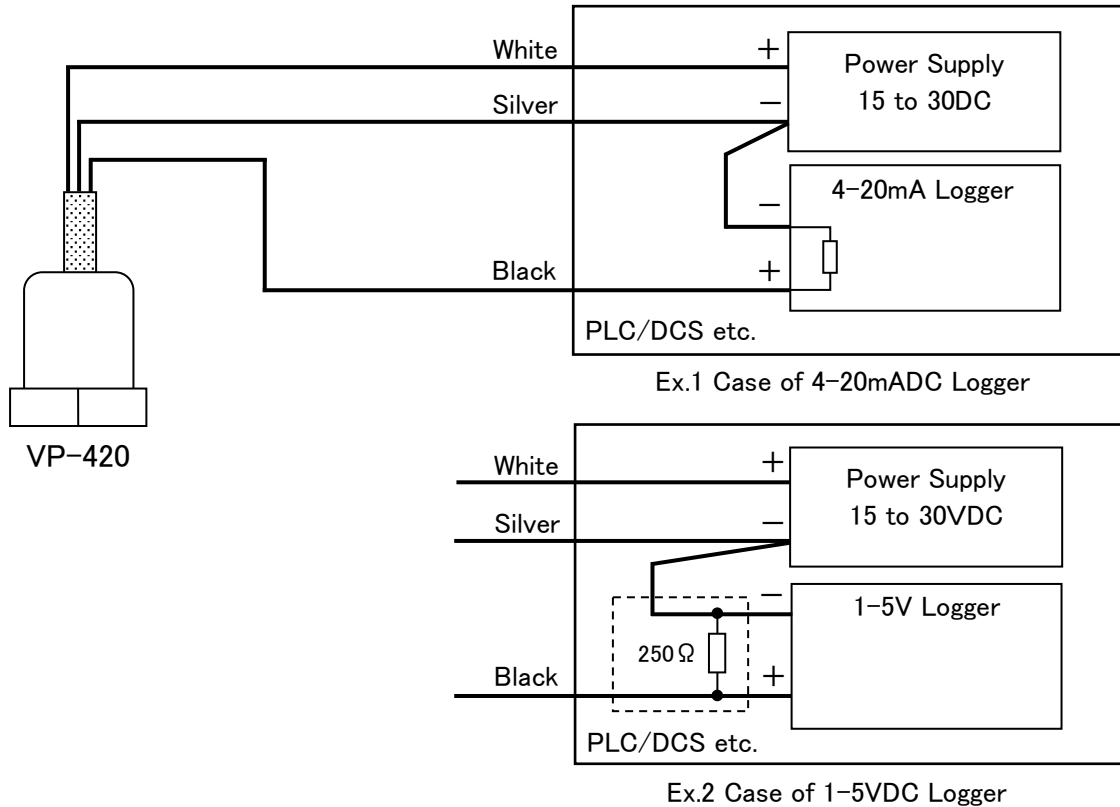 White
+
Power Supply
15 to 30DC
Silver
−
4-20mA Logger
−
Black
+
PLC/DCS etc.
Ex.1 Case of 4-20mADC Logger
VP-420
White
+
Power Supply
15 to 30VDC
Silver
−
−
1-5V Logger
250Ω
Black
+
PLC/DCS etc.
Ex.2 Case of 1-5VDC Logger